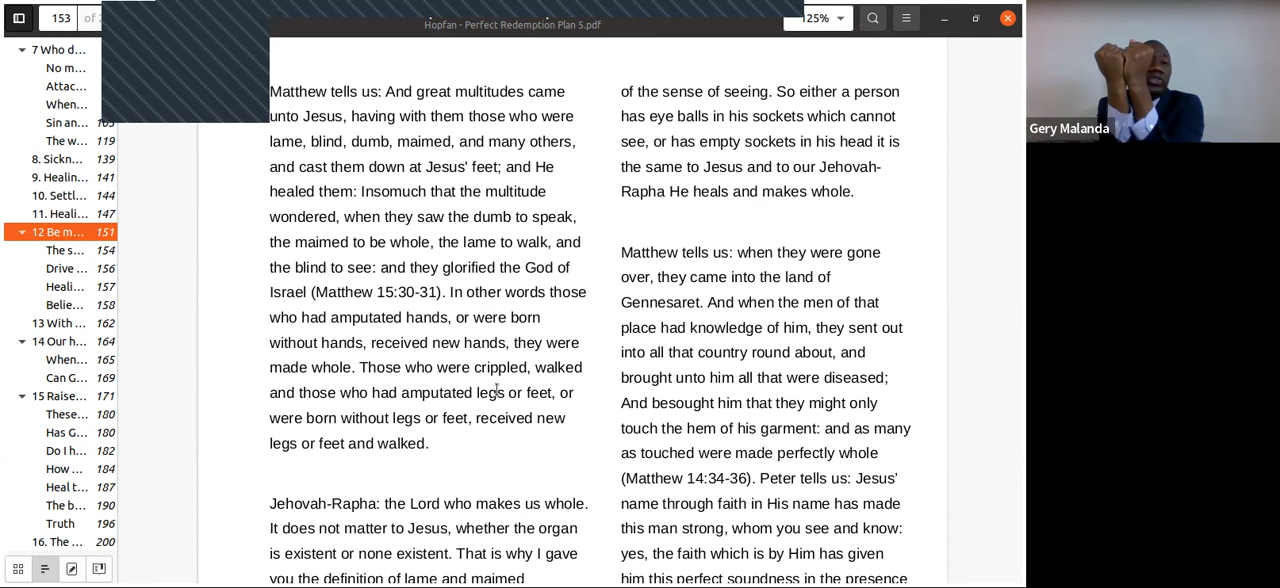 153
of
Hopfan - Perfect Redemption Plan 5.pdf
125%
7 Who d...
No m...
Attac...
When...
Sin an...
The w... 119
8. Sickn... 139
9. Healin... 141
10. Settl... 144
11. Heali... 147
12 Be m... 151
The s... 154
Drive ... 156
Heali... 157
Belie... 158
13 With ... 162
14 Our h... 164
When... 165
Can G... 169
15 Raise... 171
These... 180
Has G... 180
Do I h... 182
How ... 184
Heal t... 187
The b... 190
Truth 196
16. The ... 200
Matthew tells us: And great multitudes came
unto Jesus, having with them those who were
lame, blind, dumb, maimed, and many others,
and cast them down at Jesus' feet; and He
healed them: Insomuch that the multitude
wondered, when they saw the dumb to speak,
the maimed to be whole, the lame to walk, and
the blind to see: and they glorified the God of
Israel (Matthew 15:30-31). In other words those
who had amputated hands, or were born
without hands, received new hands, they were
made whole. Those who were crippled, walked
and those who had amputated legs or feet, or
were born without legs or feet, received new
legs or feet and walked.
Jehovah-Rapha: the Lord who makes us whole.
It does not matter to Jesus, whether the organ
is existent or none existent. That is why I gave
you the definition of lame and maimed
of the sense of seeing. So either a person
has eye balls in his sockets which cannot
see, or has empty sockets in his head it is
the same to Jesus and to our Jehovah-
Rapha He heals and makes whole.
Matthew tells us: when they were gone
over, they came into the land of
Gennesaret. And when the men of that
place had knowledge of him, they sent out
into all that country round about, and
brought unto him all that were diseased;
And besought him that they might only
touch the hem of his garment: and as many
as touched were made perfectly whole
(Matthew 14:34-36). Peter tells us: Jesus'
name through faith in His name has made
this man strong, whom you see and know:
yes, the faith which is by Him has given
him this perfect soundness in the presence
Gery Malanda